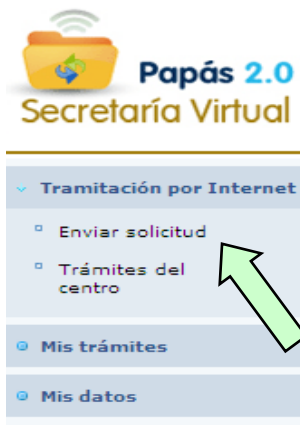 Papás 2.0
Secretaría Virtual
Tramitación por Internet
Enviar solicitud
Trámites del
centro
Mis trámites
Mis datos